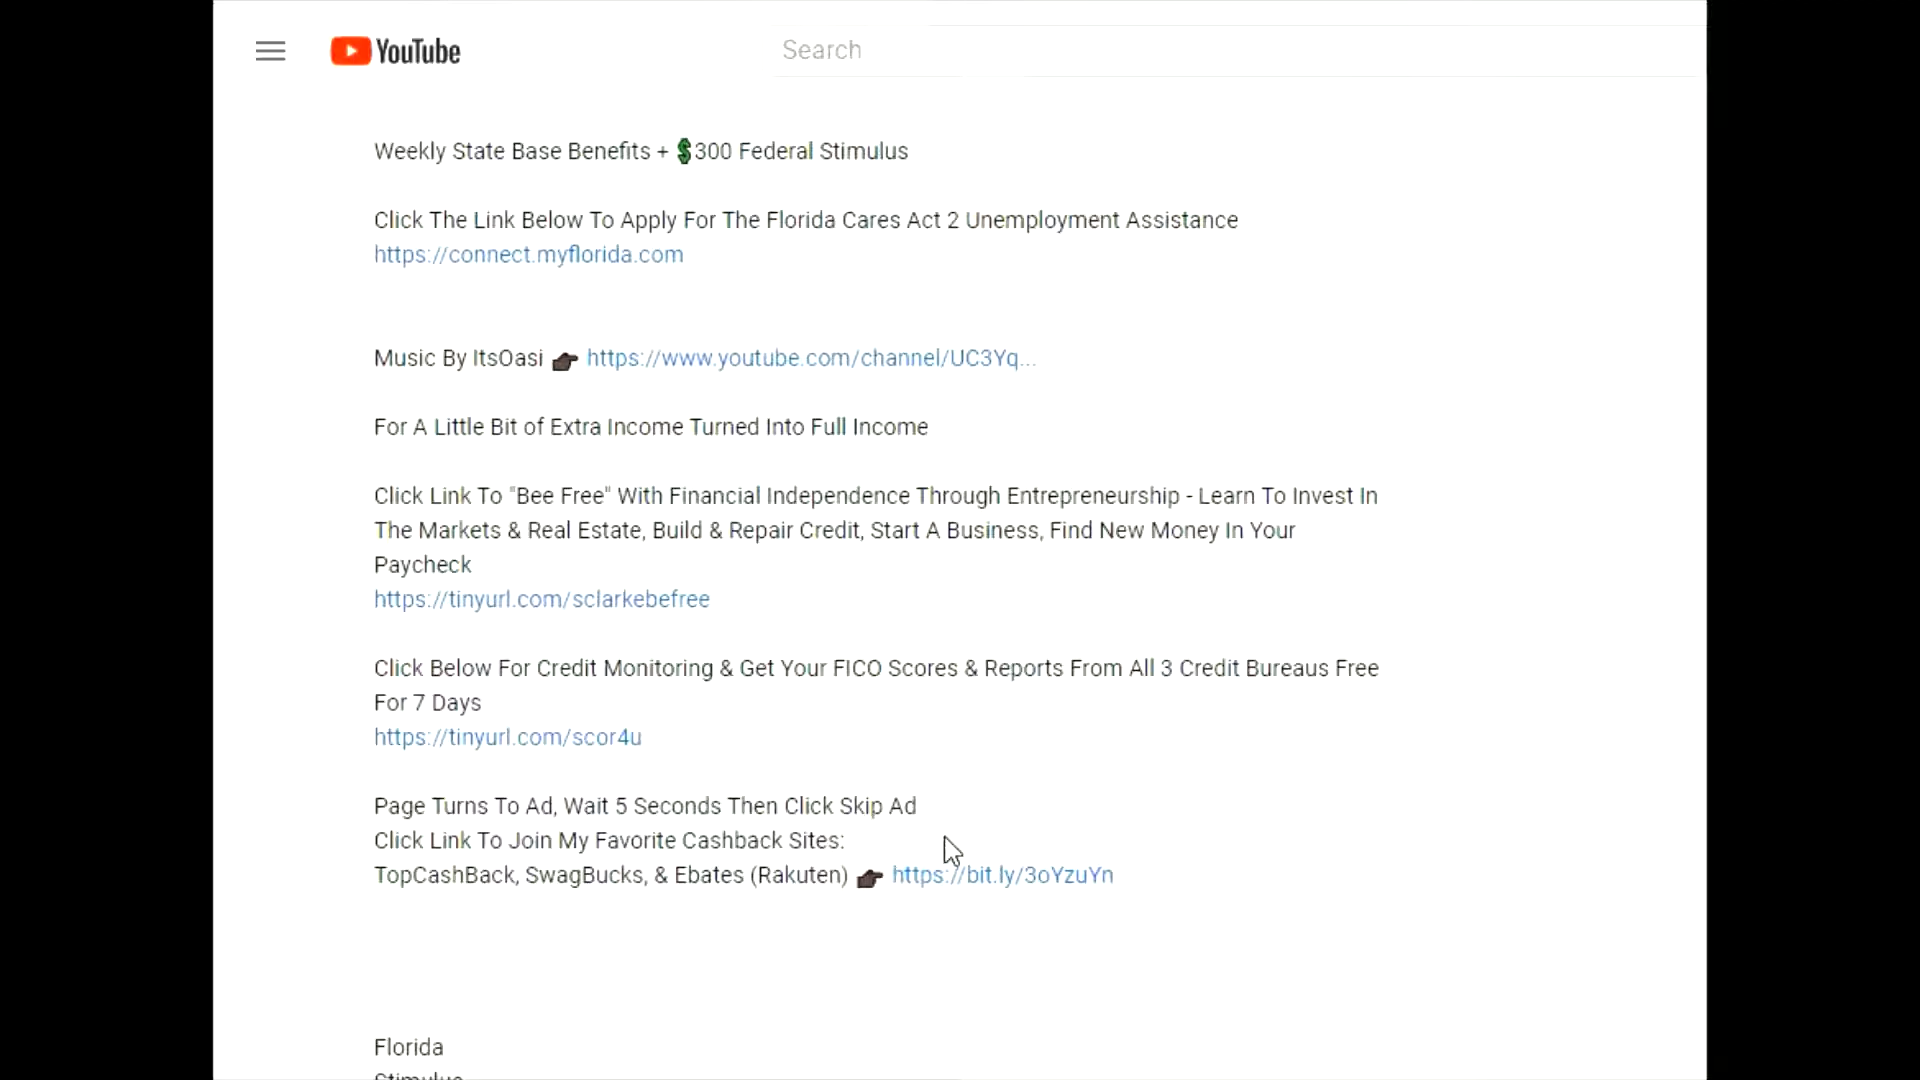 YouTube
Search
Weekly State Base Benefits + 💲300 Federal Stimulus
Click The Link Below To Apply For The Florida Cares Act 2 Unemployment Assistance
https://connect.myflorida.com
Music By ItsOasi 👉🏿 https://www.youtube.com/channel/UC3Yq...
For A Little Bit of Extra Income Turned Into Full Income
Click Link To "Bee Free" With Financial Independence Through Entrepreneurship - Learn To Invest In
The Markets & Real Estate, Build & Repair Credit, Start A Business, Find New Money In Your
Paycheck
https://tinyurl.com/sclarkebefree
Click Below For Credit Monitoring & Get Your FICO Scores & Reports From All 3 Credit Bureaus Free
For 7 Days
https://tinyurl.com/scor4u
Page Turns To Ad, Wait 5 Seconds Then Click Skip Ad
Click Link To Join My Favorite Cashback Sites:
TopCashBack, SwagBucks, & Ebates (Rakuten) 👉🏿 https://bit.ly/3oYzuYn
Florida
Stimulus